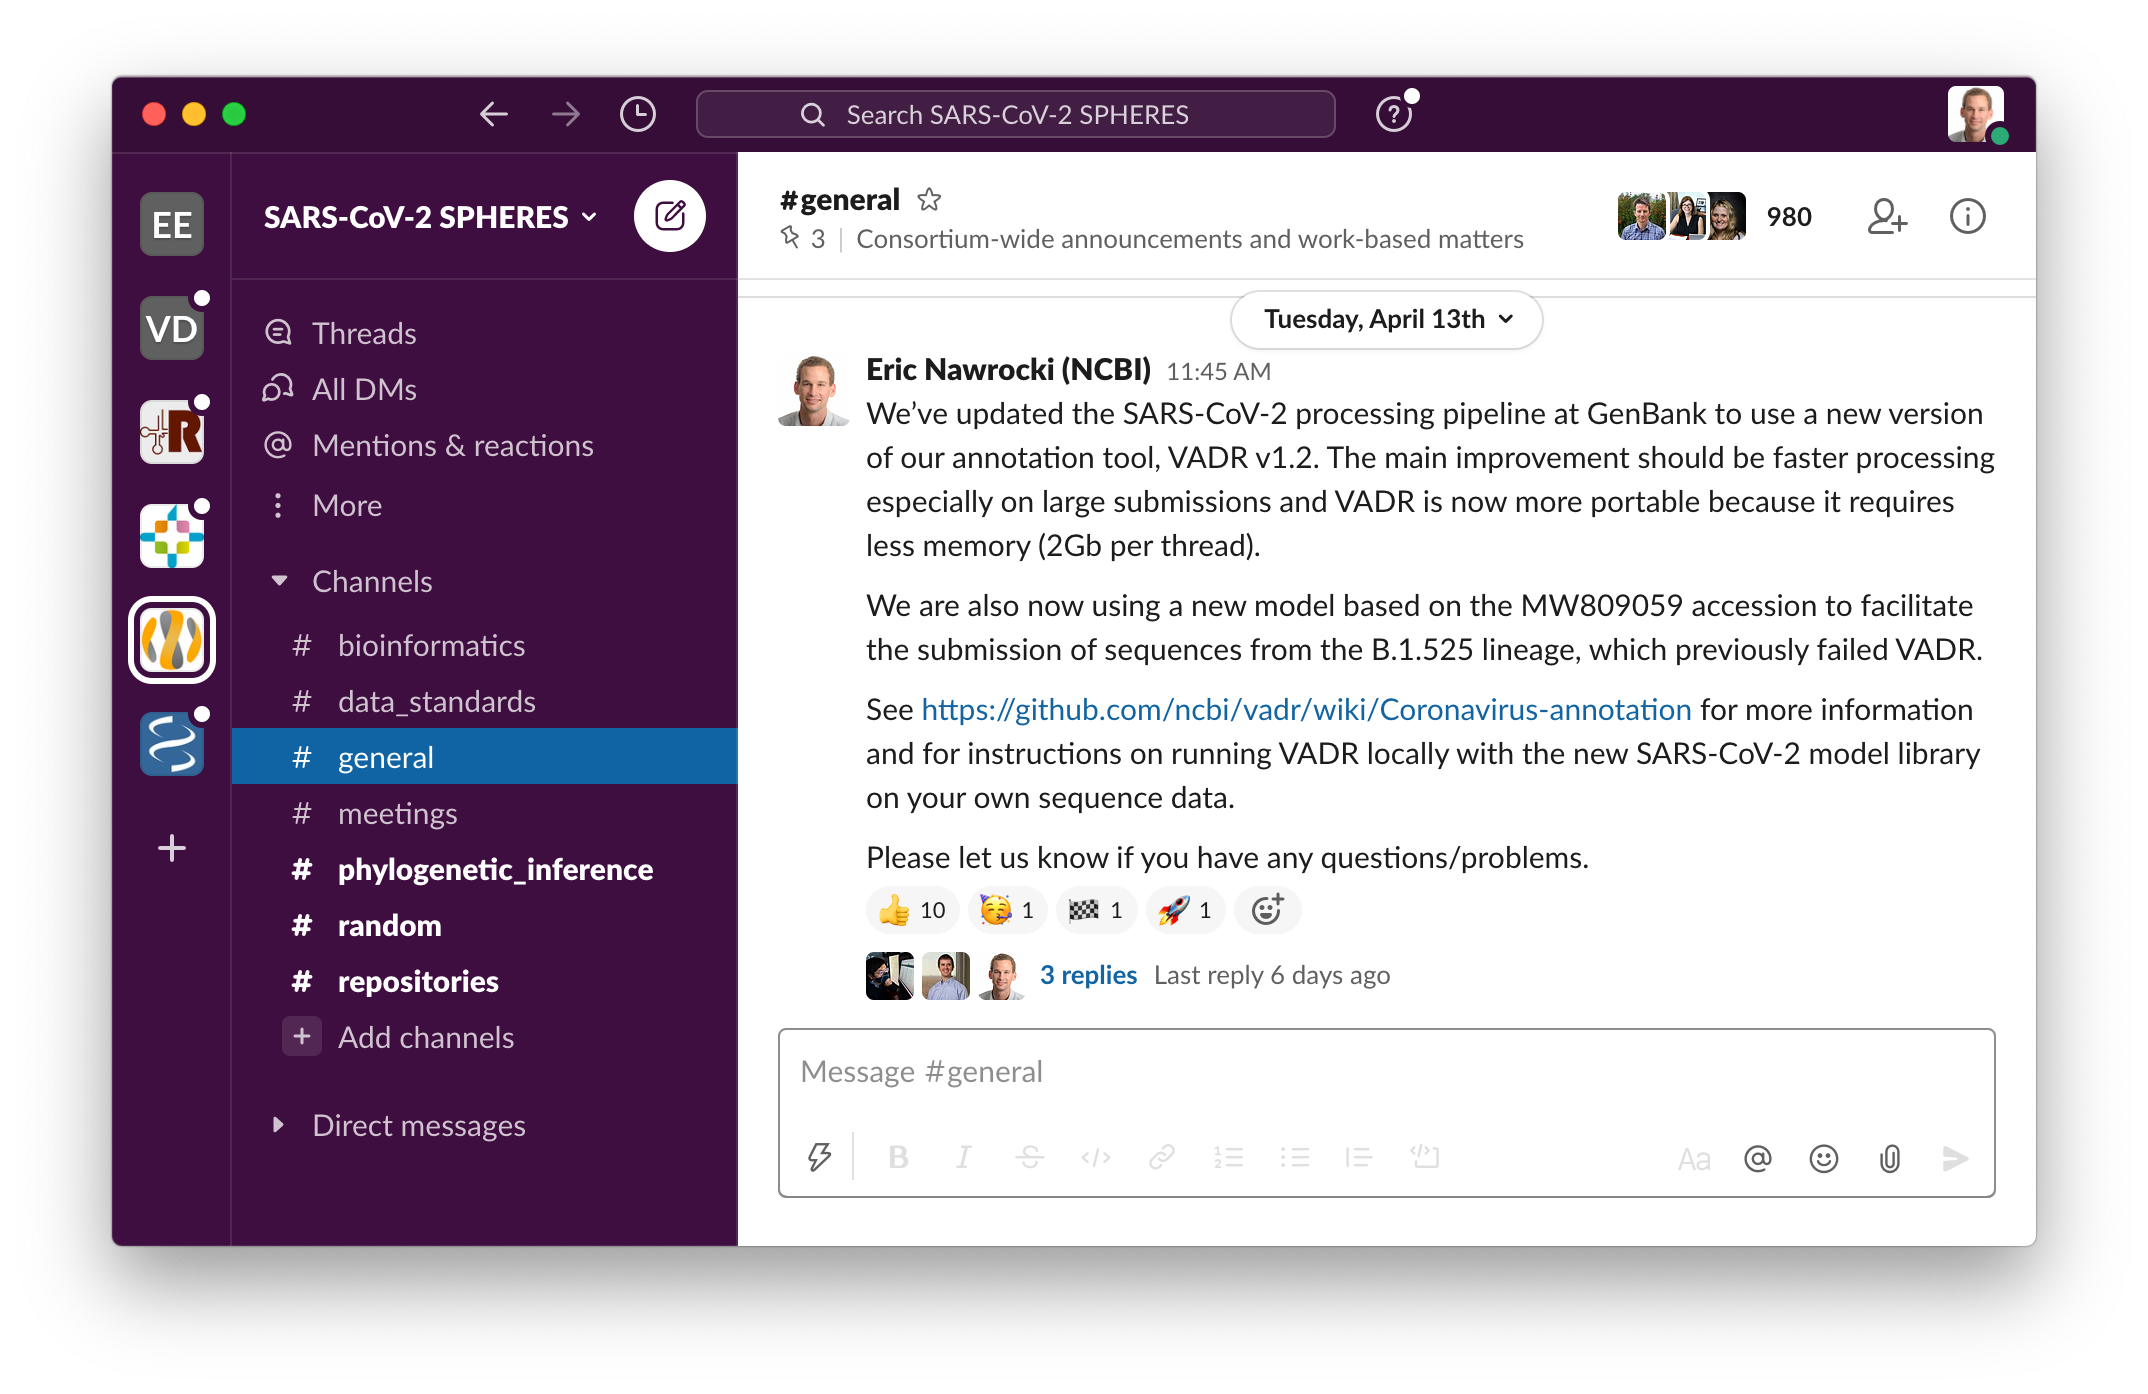 Search SARS-CoV-2 SPHERES
EE
VD
R
SARS-CoV-2 SPHERES
Threads
All DMs
@ Mentions & reactions
More
Channels
# bioinformatics
# data_standards
# general
# meetings
# phylogenetic_inference
# random
# repositories
+ Add channels
Direct messages
#general
3 | Consortium-wide announcements and work-based matters
980
Tuesday, April 13th
Eric Nawrocki (NCBI) 11:45 AM
We’ve updated the SARS-CoV-2 processing pipeline at GenBank to use a new version
of our annotation tool, VADR v1.2. The main improvement should be faster processing
especially on large submissions and VADR is now more portable because it requires
less memory (2Gb per thread).
We are also now using a new model based on the MW809059 accession to facilitate
the submission of sequences from the B.1.525 lineage, which previously failed VADR.
See https://github.com/ncbi/vadr/wiki/Coronavirus-annotation for more information
and for instructions on running VADR locally with the new SARS-CoV-2 model library
on your own sequence data.
Please let us know if you have any questions/problems.
10 1 1 1
3 replies Last reply 6 days ago
Message #general
B I S </> Aa @